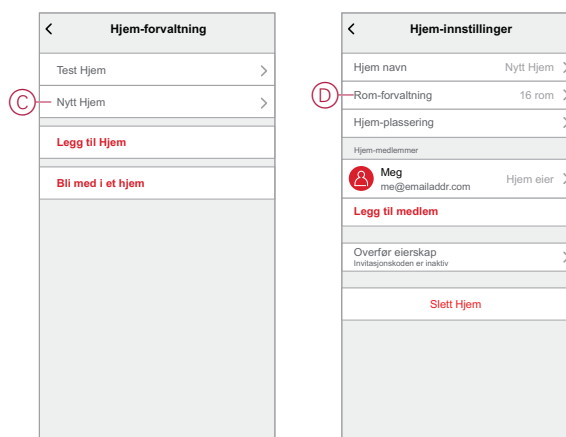 Hjem-forvaltning
Test Hjem
C
Nytt Hjem
Legg til Hjem
Bli med i et hjem
Hjem-innstillinger
Hjem navn Nytt Hjem
D
Rom-forvaltning 16 rom
Hjem-plassering
Hjem-medlemmer
Meg
me@emailaddr.com Hjem eier
Legg til medlem
Overfør eierskap
Invitasjonskoden er inaktiv
Slett Hjem